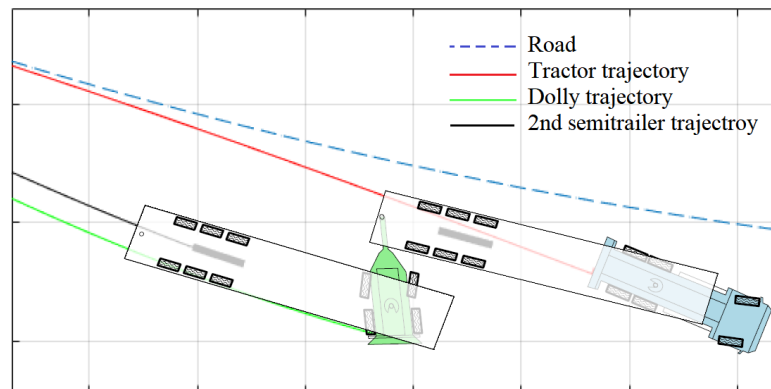 Road
Tractor trajectory
Dolly trajectory
2nd semitrailer trajectroy